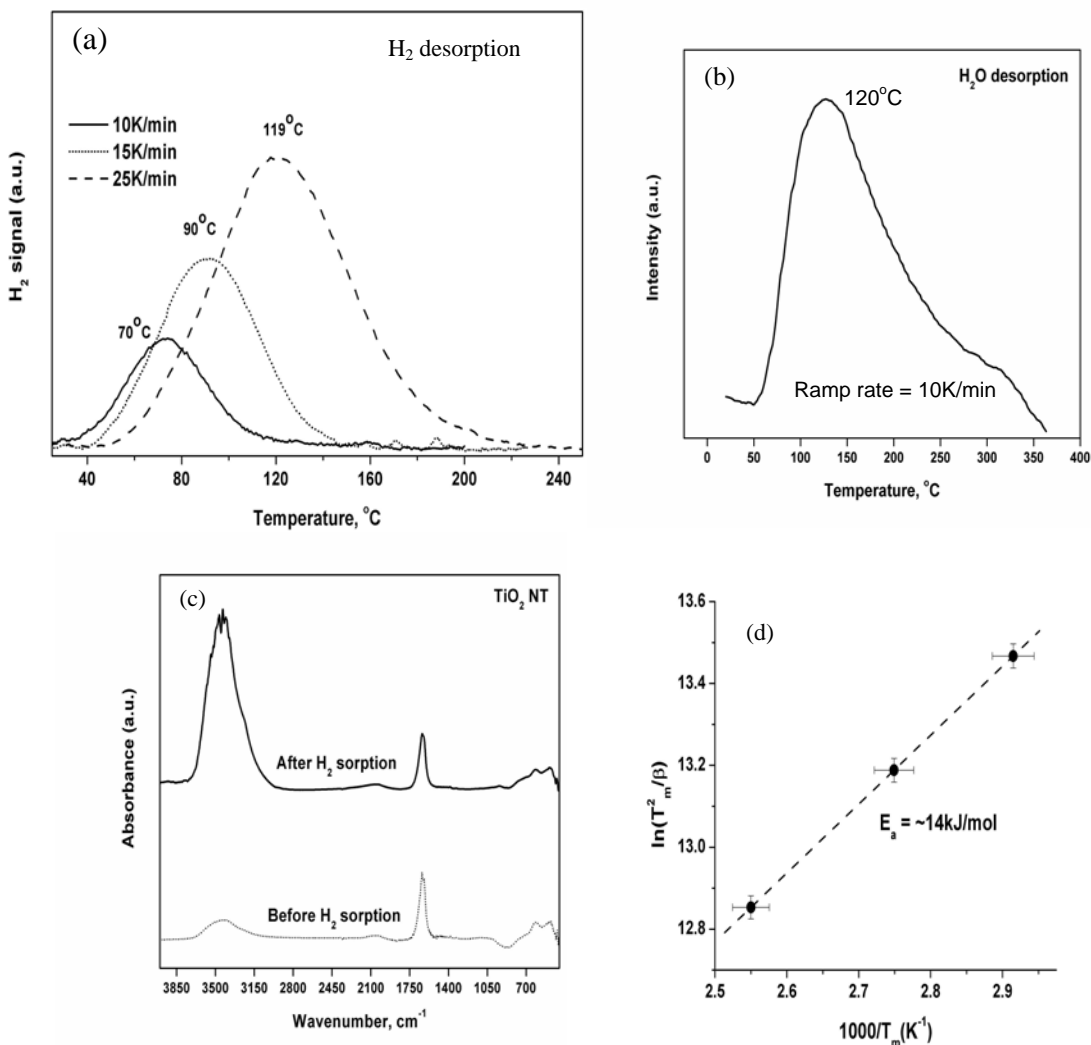 (a)
H₂ desorption
10K/min
15K/min
25K/min
70°C
90°C
119°C
H₂ signal (a.u.)
40 80 120 160 200 240
Temperature, °C
(b)
H₂O desorption
120°C
Ramp rate = 10K/min
Intensity (a.u.)
0 50 100 150 200 250 300 350 400
Temperature, °C
(c)
TiO₂ NT
After H₂ sorption
Before H₂ sorption
Absorbance (a.u.)
3850 3500 3150 2800 2450 2100 1750 1400 1050 700
Wavenumber, cm⁻¹
(d)
13.6
13.4
13.2
13.0
12.8
ln(T²ₘ/β)
Eₐ = ~14kJ/mol
2.5 2.6 2.7 2.8 2.9
1000/Tₘ(K⁻¹)